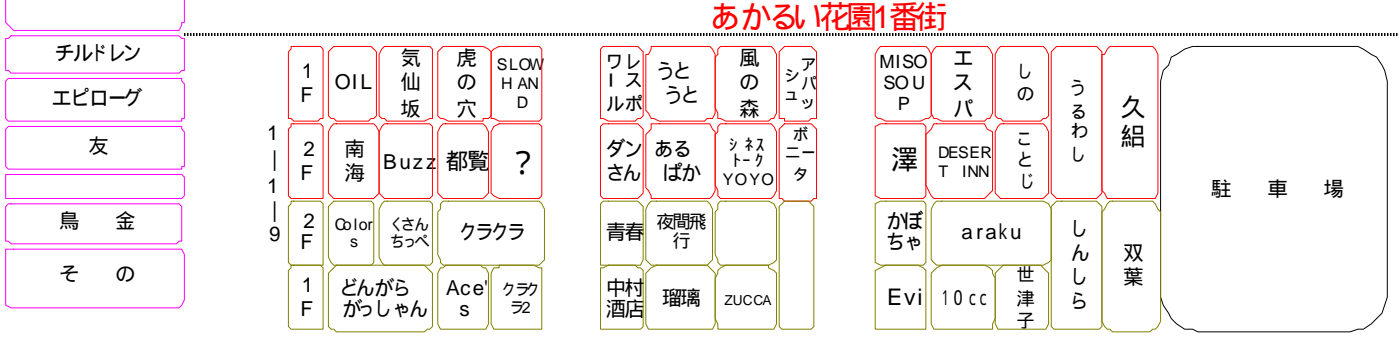 あかるい花園1番街
チルドレン
エピローグ
友
鳥 金
そ の
1｜1｜9
1F
OIL
気仙坂
虎の穴
SLOW
HAN
D
2F
南海
Buzz
都覧
?
2F
Color
s
くさん
ちっぺ
クラクラ
1F
どんがら
がっしゃん
Ace'
s
クラク
ラ2
ワールレスポ
うと
うと
風の森
アパッシュ
ダン
さん
ある
ぱか
シネス
トーク
YOYO
ボニータ
青春
夜間飛
行
中村
酒店
瑠璃
ZUCCA
MISO
SOU
P
エスパ
しの
うるわし
久絽
澤
DESER
T INN
ことじ
かぼ
ちゃ
araku
しんしら
双葉
Evi
10cc
世津子
駐 車 場